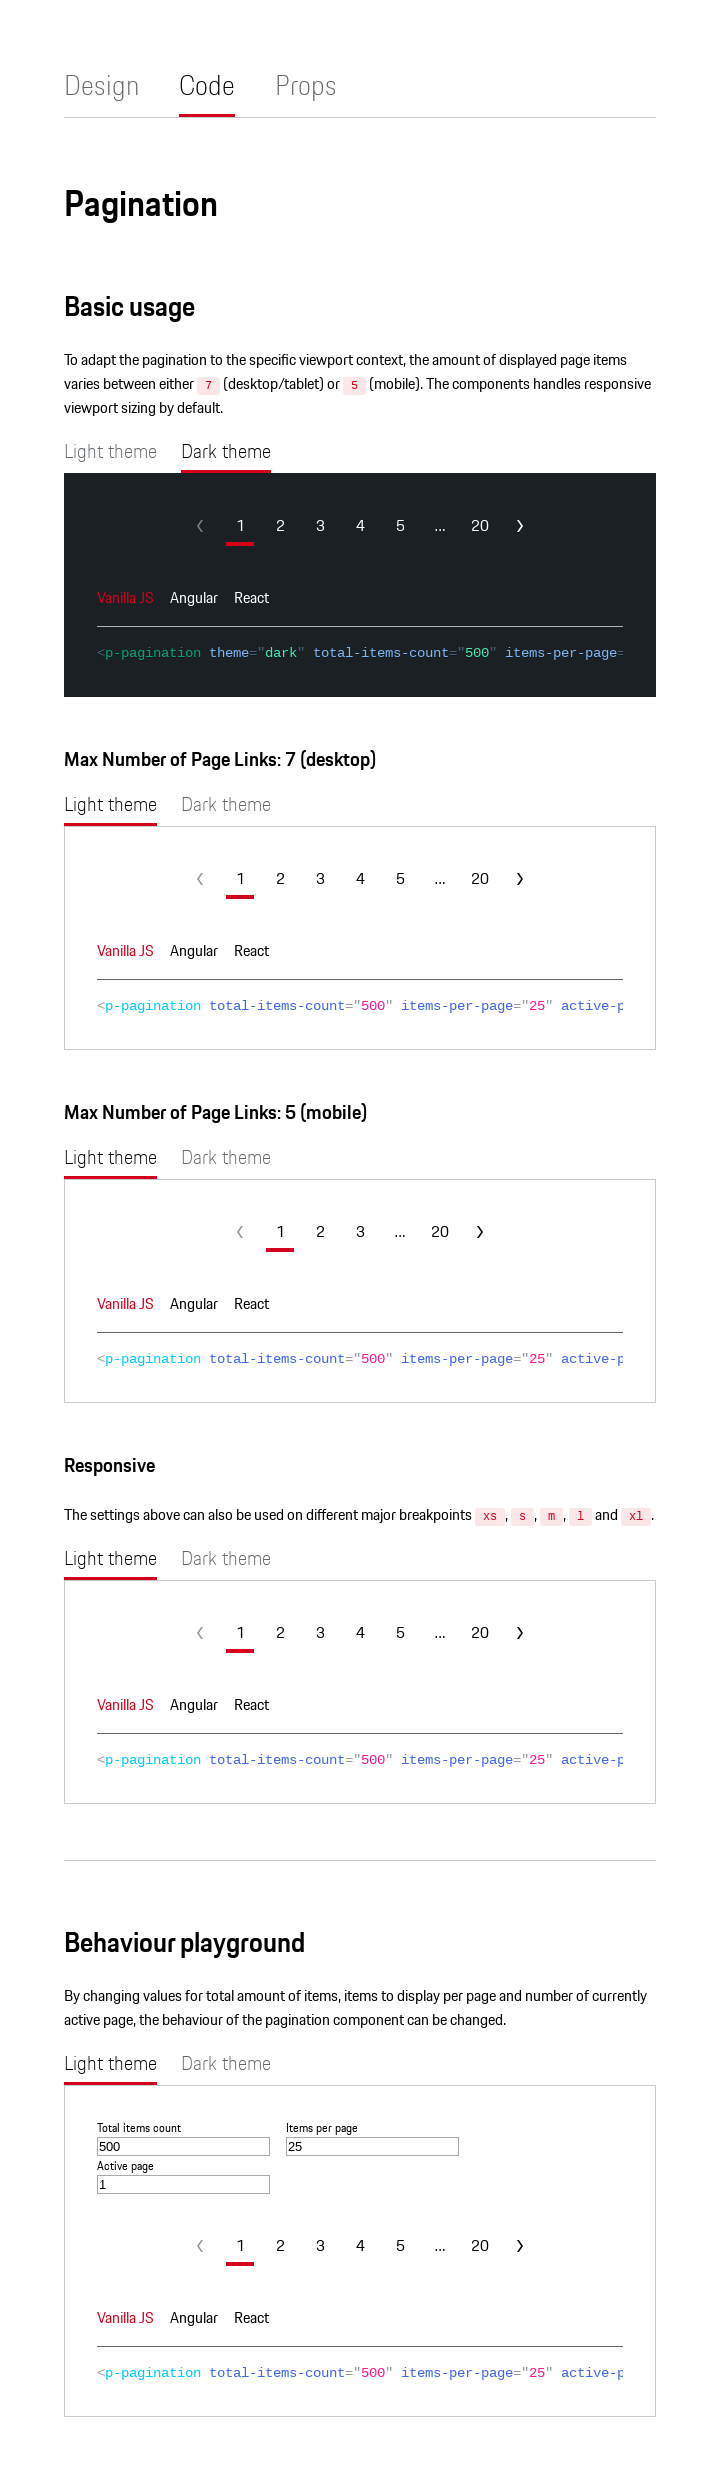 Design Code Props
Pagination
Basic usage
To adapt the pagination to the specific viewport context, the amount of displayed page items
varies between either 7 (desktop/tablet) or 5 (mobile). The components handles responsive
viewport sizing by default.
Light theme Dark theme
1 2 3 4 5 ... 20
Vanilla JS Angular React
<p-pagination theme="dark" total-items-count="500" items-per-page=
Max Number of Page Links: 7 (desktop)
Light theme Dark theme
1 2 3 4 5 ... 20
Vanilla JS Angular React
<p-pagination total-items-count="500" items-per-page="25" active-p
Max Number of Page Links: 5 (mobile)
Light theme Dark theme
1 2 3 ... 20
Vanilla JS Angular React
<p-pagination total-items-count="500" items-per-page="25" active-p
Responsive
The settings above can also be used on different major breakpoints xs, s, m, l and xl.
Light theme Dark theme
1 2 3 4 5 ... 20
Vanilla JS Angular React
<p-pagination total-items-count="500" items-per-page="25" active-p
Behaviour playground
By changing values for total amount of items, items to display per page and number of currently
active page, the behaviour of the pagination component can be changed.
Light theme Dark theme
Total items count Items per page
500 25
Active page
1
1 2 3 4 5 ... 20
Vanilla JS Angular React
<p-pagination total-items-count="500" items-per-page="25" active-p